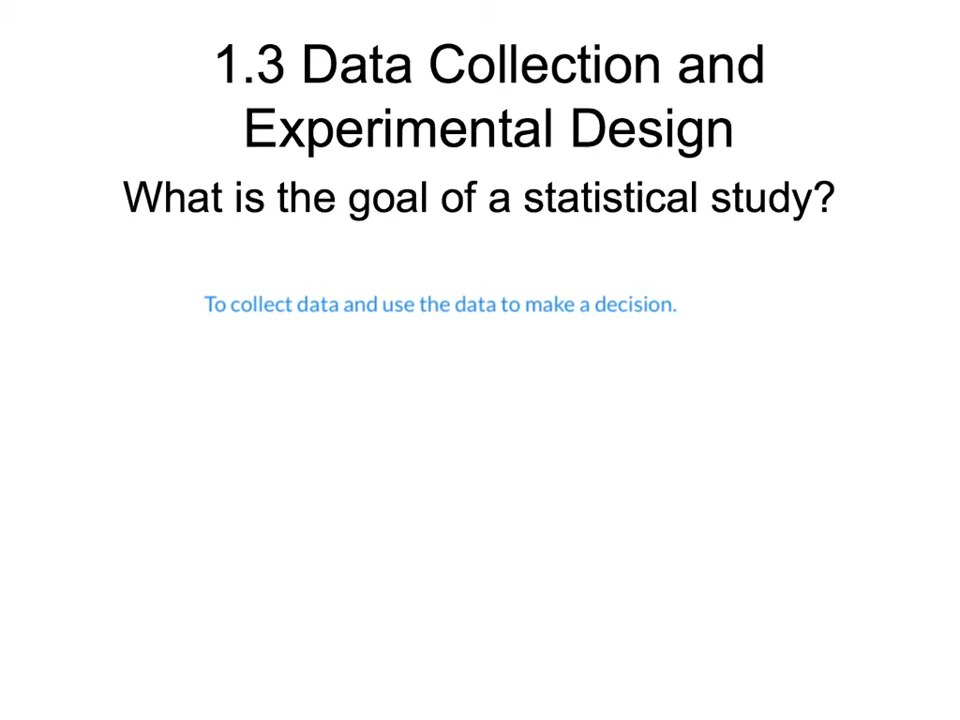 1.3 Data Collection and
Experimental Design
What is the goal of a statistical study?
To collect data and use the data to make a decision.